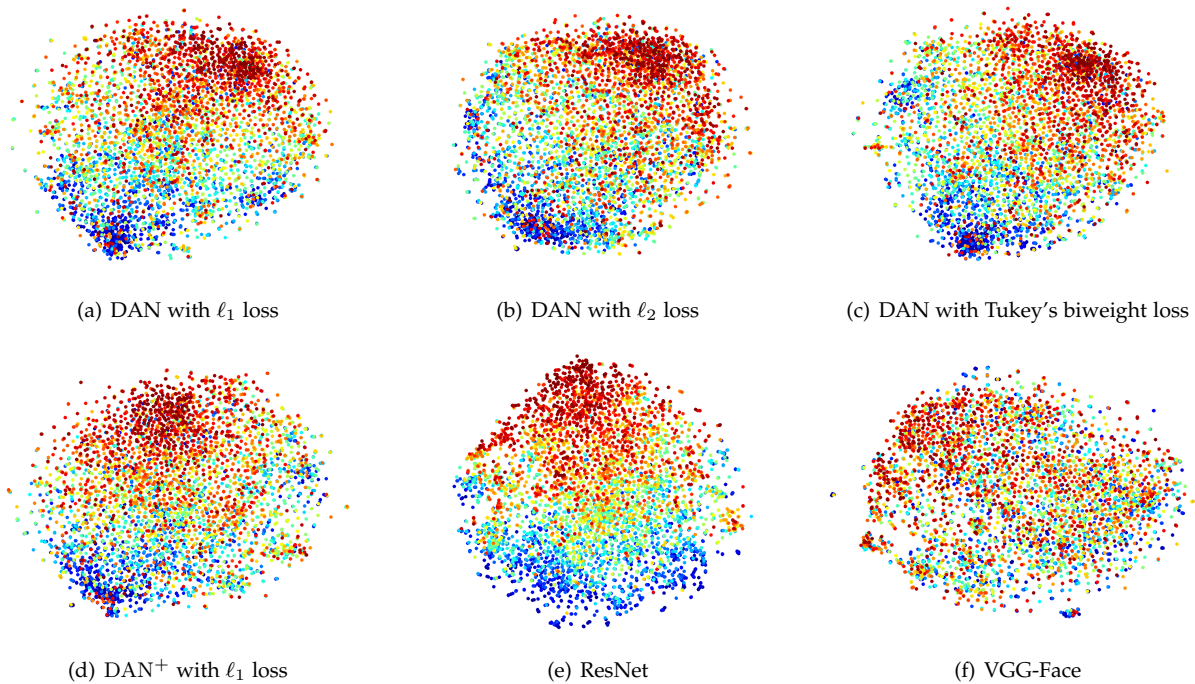 (a) DAN with ℓ₁ loss
(b) DAN with ℓ₂ loss
(c) DAN with Tukey's biweight loss
(d) DAN⁺ with ℓ₁ loss
(e) ResNet
(f) VGG-Face